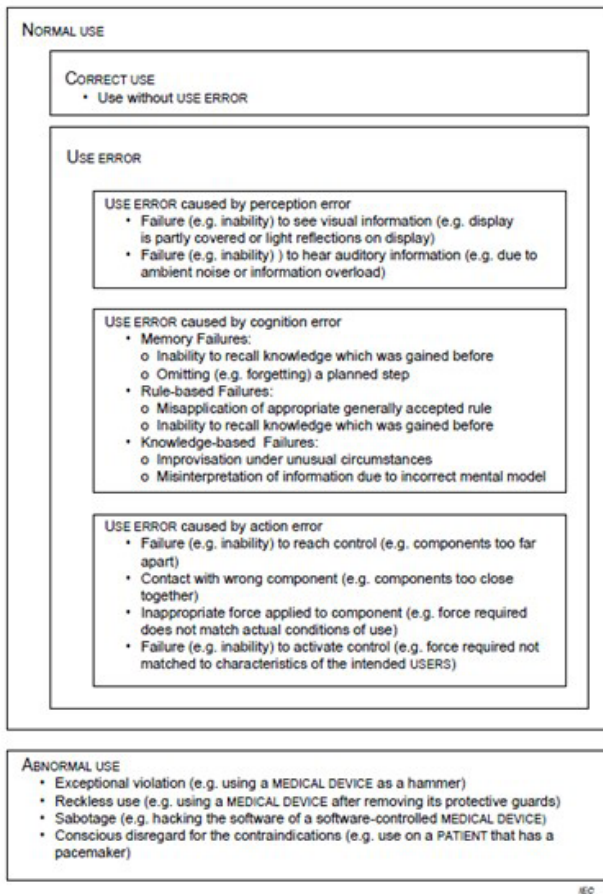 NORMAL USE
CORRECT USE
• Use without USE ERROR
USE ERROR
USE ERROR caused by perception error
• Failure (e.g. inability) to see visual information (e.g. display
is partly covered or light reflections on display)
• Failure (e.g. inability) ) to hear auditory information (e.g. due to
ambient noise or information overload)
USE ERROR caused by cognition error
• Memory Failures:
o Inability to recall knowledge which was gained before
o Omitting (e.g. forgetting) a planned step
• Rule-based Failures:
o Misapplication of appropriate generally accepted rule
o Inability to recall knowledge which was gained before
• Knowledge-based Failures:
o Improvisation under unusual circumstances
o Misinterpretation of information due to incorrect mental model
USE ERROR caused by action error
• Failure (e.g. inability) to reach control (e.g. components too far
apart)
• Contact with wrong component (e.g. components too close
together)
• Inappropriate force applied to component (e.g. force required
does not match actual conditions of use)
• Failure (e.g. inability) to activate control (e.g. force required not
matched to characteristics of the intended USERS)
ABNORMAL USE
• Exceptional violation (e.g. using a MEDICAL DEVICE as a hammer)
• Reckless use (e.g. using a MEDICAL DEVICE after removing its protective guards)
• Sabotage (e.g. hacking the software of a software-controlled MEDICAL DEVICE)
• Conscious disregard for the contraindications (e.g. use on a PATIENT that has a
pacemaker)
IEC